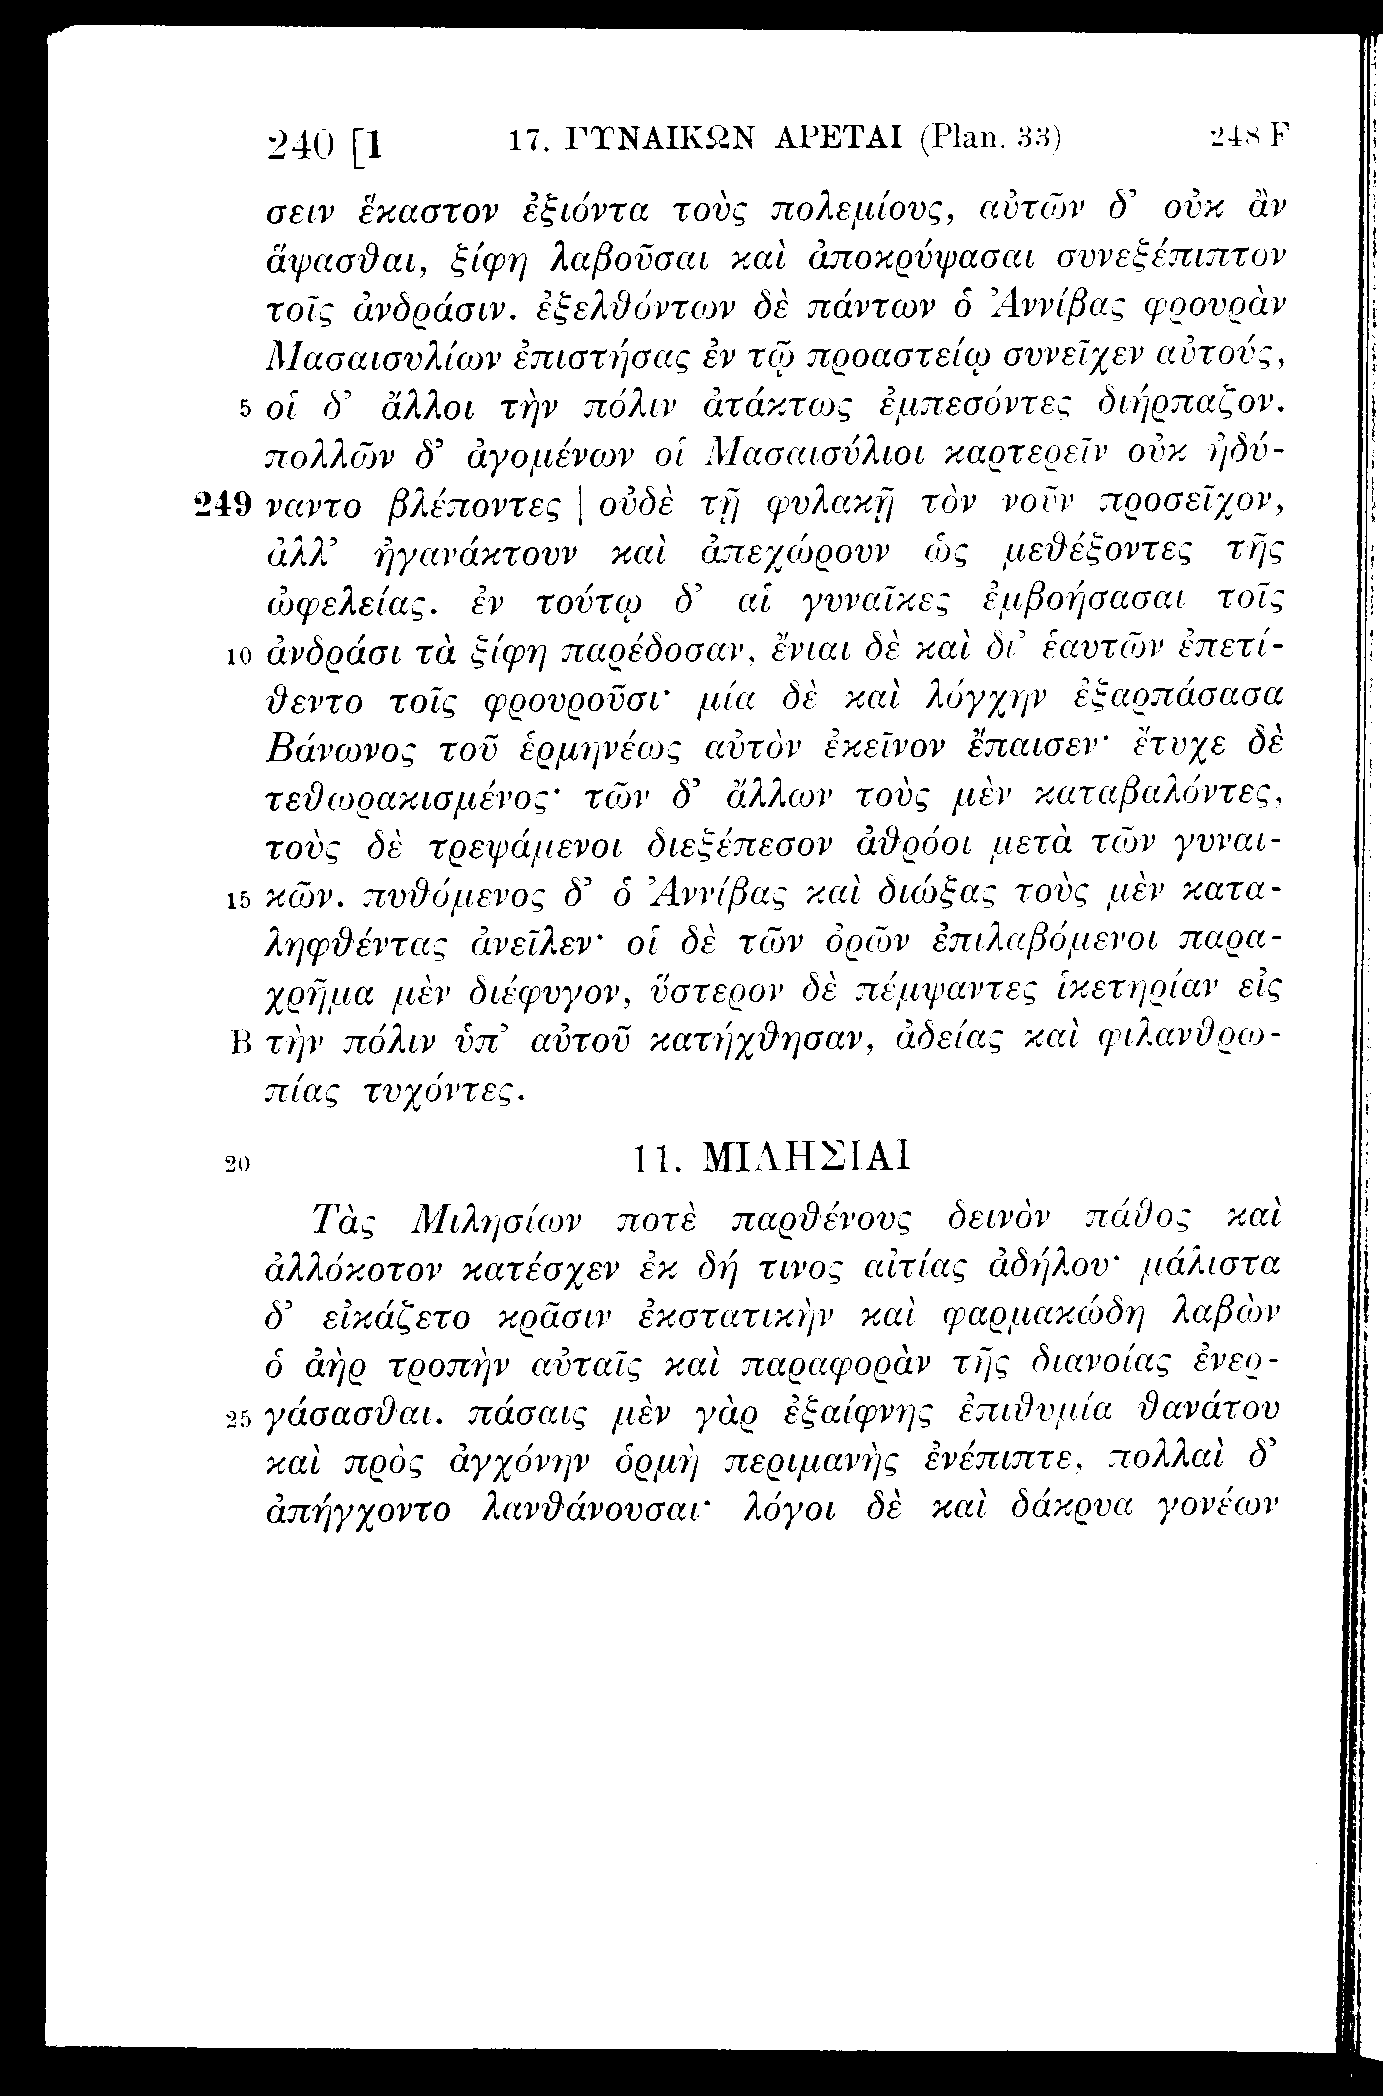 240 [1 17. ΓΥΝΑΙΚΩΝ ΑΡΕΤΑΙ (Plan. 33) 248 F
σειν ἕκαστον ἐξιόντα τοὺς πολεμίους, αὐτῶν δ’ οὐκ ἂν
ἅψασθαι, ξίφη λαβοῦσαι καὶ ἀποκρύψασαι συνεξέπιπτον
τοῖς ἀνδράσιν. ἐξελθόντων δὲ πάντων ὁ Ἀννίβας φρουρὰν
Μασαισυλίων ἐπιστήσας ἐν τῷ προαστείῳ συνεῖχεν αὐτούς,
5 οἱ δ’ ἄλλοι τὴν πόλιν ἀτάκτως ἐμπεσόντες διήρπαζον.
πολλῶν δ’ ἀγομένων οἱ Μασαισύλιοι καρτερεῖν οὐκ ἠδύ-
249 ναντο βλέποντες | οὐδὲ τῇ φυλακῇ τὸν νοῦν προσεῖχον,
ἀλλ’ ἠγανάκτουν καὶ ἀπεχώρουν ὡς μεθέξοντες τῆς
ὠφελείας. ἐν τούτῳ δ’ αἱ γυναῖκες ἐμβοήσασαι τοῖς
10 ἀνδράσι τὰ ξίφη παρέδοσαν, ἔνιαι δὲ καὶ δι’ ἑαυτῶν ἐπετί-
θεντο τοῖς φρουροῦσι· μία δὲ καὶ λόγχην ἐξαρπάσασα
Βάνωνος τοῦ ἑρμηνέως αὐτὸν ἐκεῖνον ἔπαισεν· ἔτυχε δὲ
τεθωρακισμένος· τῶν δ’ ἄλλων τοὺς μὲν καταβαλόντες,
τοὺς δὲ τρεψάμενοι διεξέπεσον ἀθρόοι μετὰ τῶν γυναι-
15 κῶν. πυθόμενος δ’ ὁ Ἀννίβας καὶ διώξας τοὺς μὲν κατα-
ληφθέντας ἀνεῖλεν· οἱ δὲ τῶν ὀρῶν ἐπιλαβόμενοι παρα-
χρῆμα μὲν διέφυγον, ὕστερον δὲ πέμψαντες ἱκετηρίαν εἰς
B τὴν πόλιν ὑπ’ αὐτοῦ κατήχθησαν, ἀδείας καὶ φιλανθρω-
πίας τυχόντες.
20 11. ΜΙΛΗΣΙΑΙ
Τὰς Μιλησίων ποτὲ παρθένους δεινὸν πάθος καὶ
ἀλλόκοτον κατέσχεν ἐκ δή τινος αἰτίας ἀδήλου· μάλιστα
δ’ εἰκάζετο κρᾶσιν ἐκστατικὴν καὶ φαρμακώδη λαβὼν
ὁ ἀὴρ τροπὴν αὐταῖς καὶ παραφορὰν τῆς διανοίας ἐνερ-
25 γάσασθαι. πάσαις μὲν γὰρ ἐξαίφνης ἐπιθυμία θανάτου
καὶ πρὸς ἀγχόνην ὁρμὴ περιμανὴς ἐνέπιπτε, πολλαὶ δ’
ἀπήγχοντο λανθάνουσαι· λόγοι δὲ καὶ δάκρυα γονέων